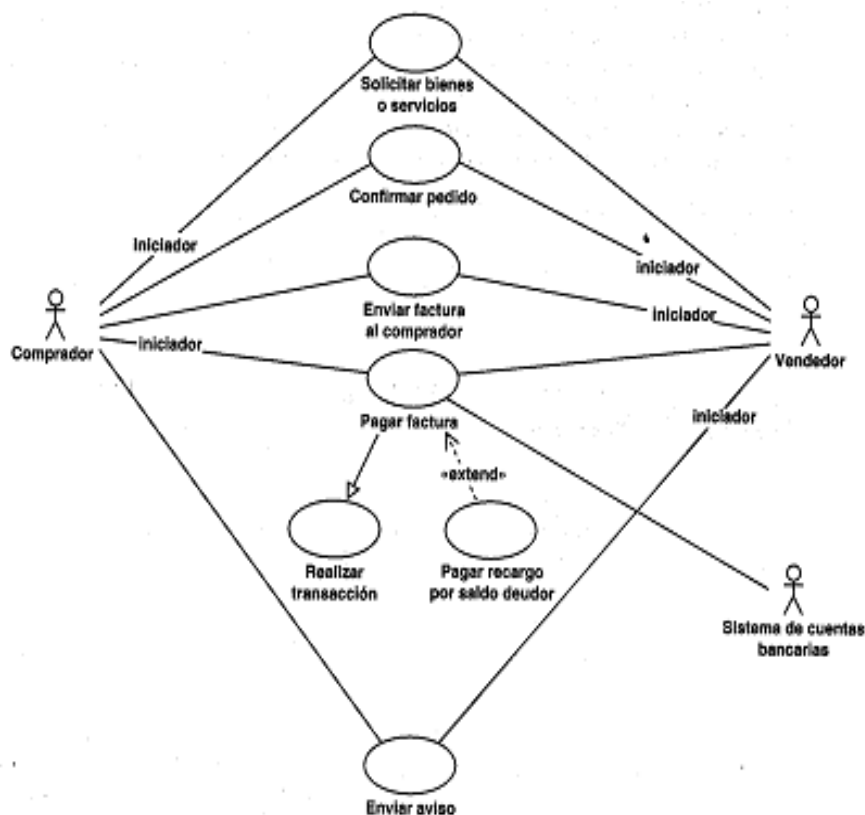 Solicitar bienes
o servicios
Confirmar pedido
Iniciador
iniciador
Enviar factura
al comprador
iniciador
Comprador
iniciador
Vendedor
Pagar factura
iniciador
«extend»
Realizar
transacción
Pagar recargo
por saldo deudor
Sistema de cuentas
bancarias
Enviar aviso